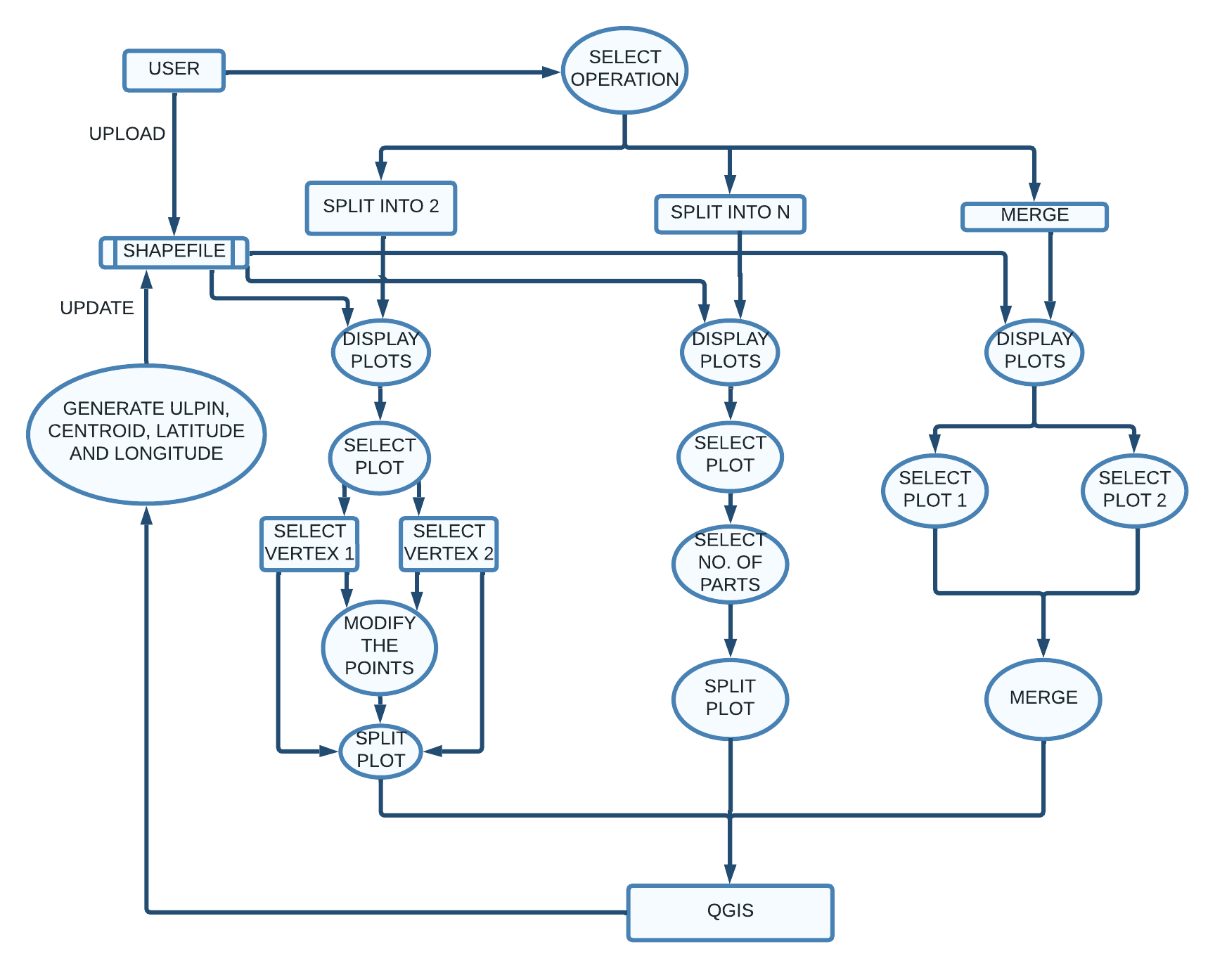 USER
SELECT
OPERATION
UPLOAD
SPLIT INTO 2
SPLIT INTO N
MERGE
SHAPEFILE
UPDATE
DISPLAY
PLOTS
DISPLAY
PLOTS
DISPLAY
PLOTS
GENERATE ULPIN,
CENTROID, LATITUDE
AND LONGITUDE
SELECT
PLOT
SELECT
PLOT
SELECT
PLOT 1
SELECT
PLOT 2
SELECT
VERTEX 1
SELECT
VERTEX 2
SELECT
NO. OF
PARTS
MODIFY
THE
POINTS
SPLIT
PLOT
MERGE
SPLIT
PLOT
QGIS